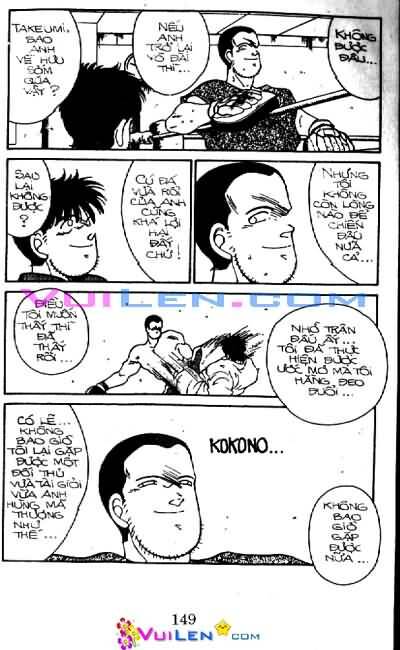 TAKEUMI,
BAO
ANH
VỀ HƯU
SỚM
QUÁ
VẬY ?
NẾU
ANH
TRỞ LẠI
VÕ ĐÀI
THÌ...
KHÔNG
ĐƯỢC
ĐÂU...
SAO
LẠI
KHÔNG
ĐƯỢC
?
CÚ ĐÁ
VỪA RỒI
CỦA ANH
CŨNG
KHÁ LỢI
HẠI
ĐẤY
CHỨ !
NHƯNG
TÔI
KHÔNG
CÒN LÒNG
NÀO ĐỂ
CHIẾN
ĐẤU
NỮA
CẢ...
VUILEN.COM
ĐIỀU
TÔI MUỐN
THẤY THÌ
ĐÃ
THẤY
RỒI...
NHỜ TRẬN
ĐẤU ẤY...
TÔI ĐÃ THỰC
HIỆN ĐƯỢC
ƯỚC MƠ MÀ TÔI
HẰNG ĐEO
ĐUỔI...
CÓ LẼ...
KHÔNG
BAO GIỜ
TÔI LẠI GẶP
ĐƯỢC MỘT
ĐỐI THỦ
VỪA TÀI GIỎI
VỪA ANH
HÙNG MÃ
THƯỢNG
NHƯ
THẾ...
KOKONO...
KHÔNG
BAO
GIỜ
GẶP
ĐƯỢC
NỮA...
149
VUILEN.COM